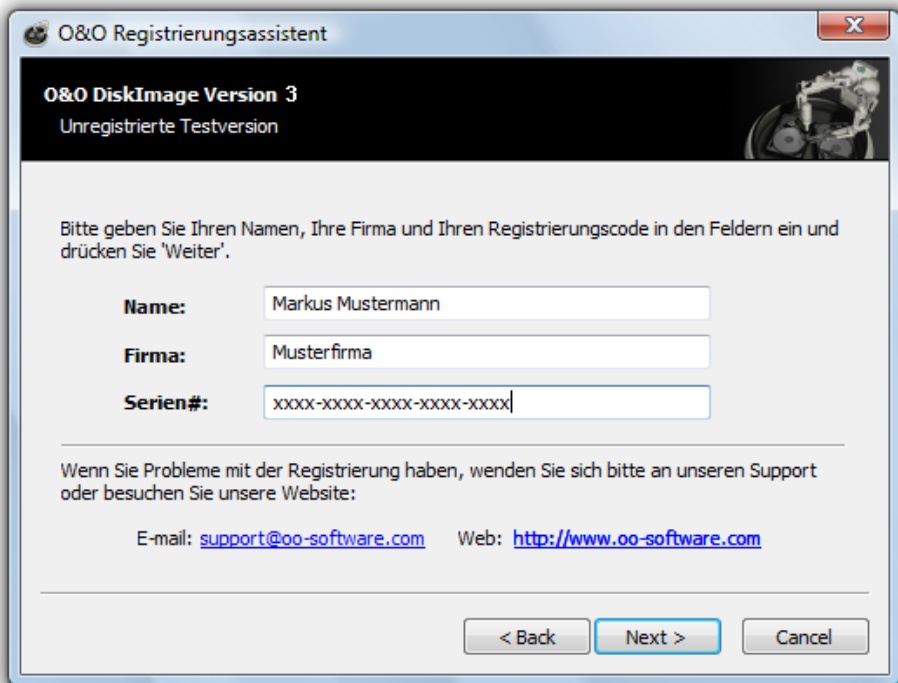 O&O Registrierungsassistent
O&O DiskImage Version 3
Unregistrierte Testversion
Bitte geben Sie Ihren Namen, Ihre Firma und Ihren Registrierungscode in den Feldern ein und
drücken Sie 'Weiter'.
Name: Markus Mustermann
Firma: Musterfirma
Serien#: xxxx-xxxx-xxxx-xxxx-xxxx
Wenn Sie Probleme mit der Registrierung haben, wenden Sie sich bitte an unseren Support
oder besuchen Sie unsere Website:
E-mail: support@oo-software.com Web: http://www.oo-software.com
< Back Next > Cancel